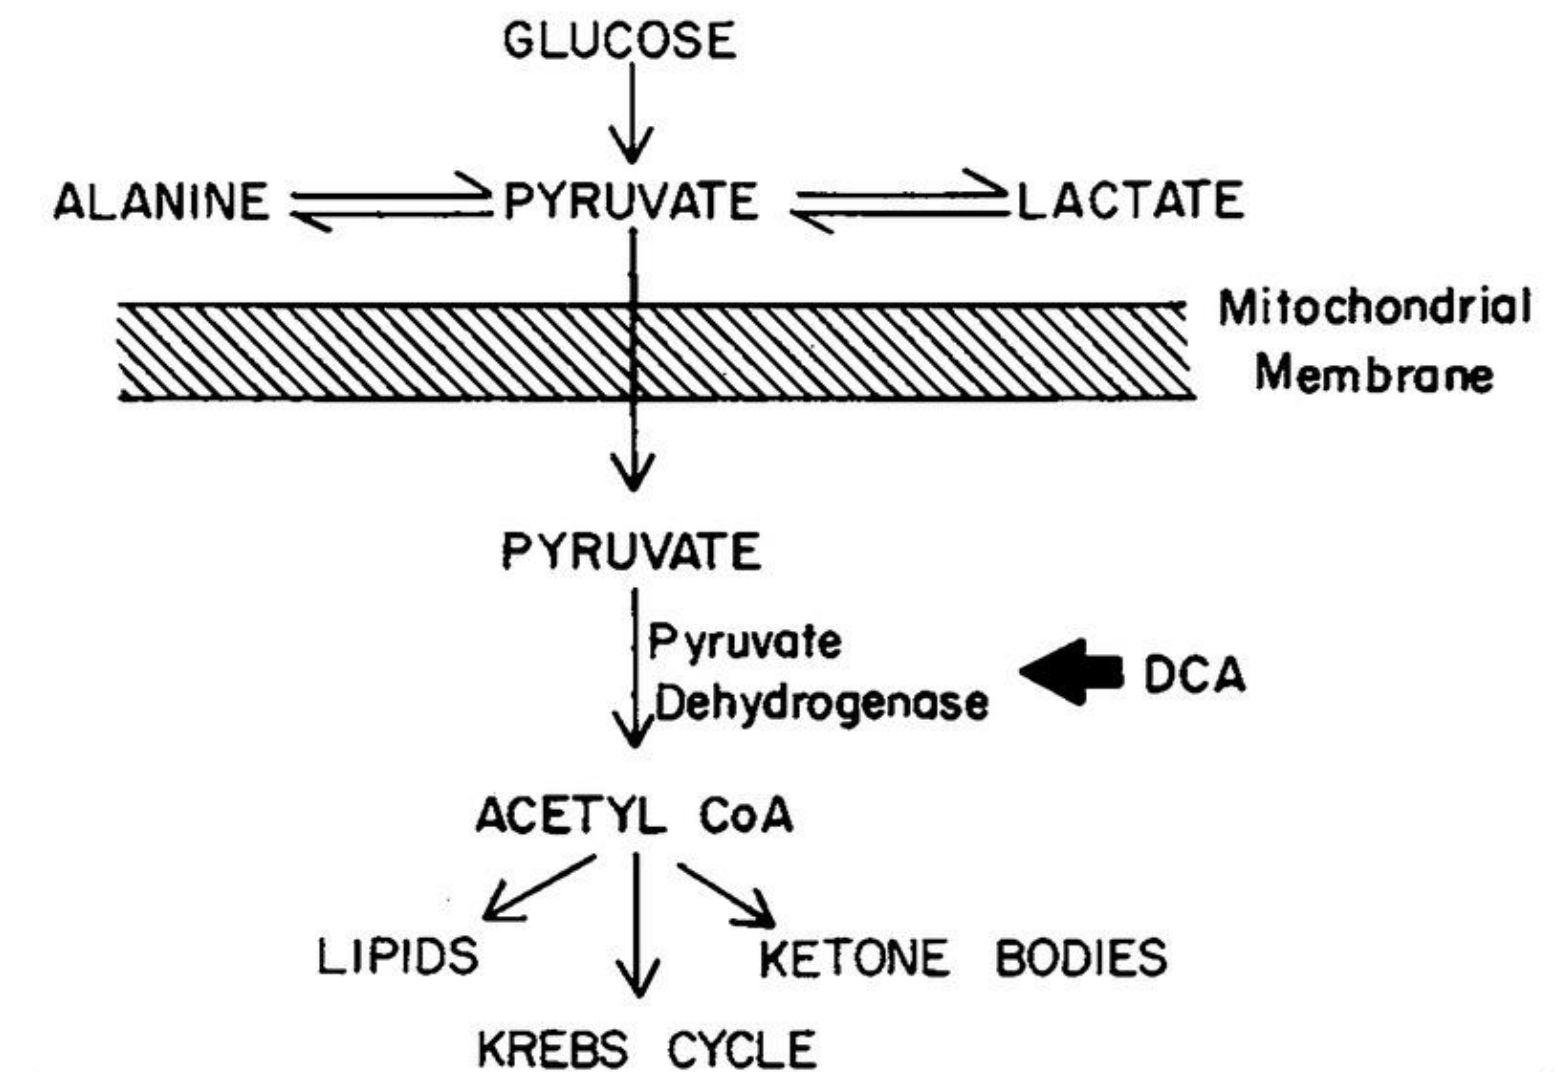 GLUCOSE
ALANINE PYRUVATE LACTATE
Mitochondrial
Membrane
PYRUVATE
Pyruvate
Dehydrogenase DCA
ACETYL CoA
LIPIDS KETONE BODIES
KREBS CYCLE